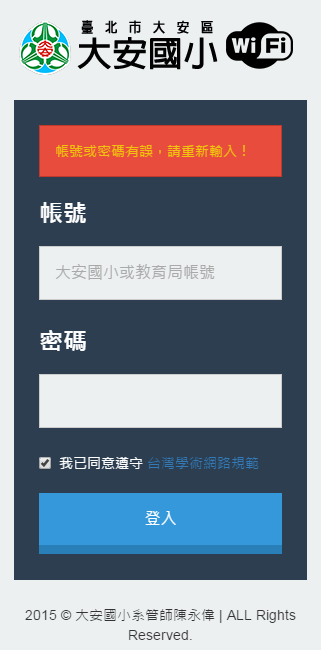 臺北市大安區
大安國小
WiFi
帳號或密碼有誤，請重新輸入！
帳號
大安國小或教育局帳號
密碼
我已同意遵守 台灣學術網路規範
登入
2015 © 大安國小系管師陳永偉 | ALL Rights
Reserved.